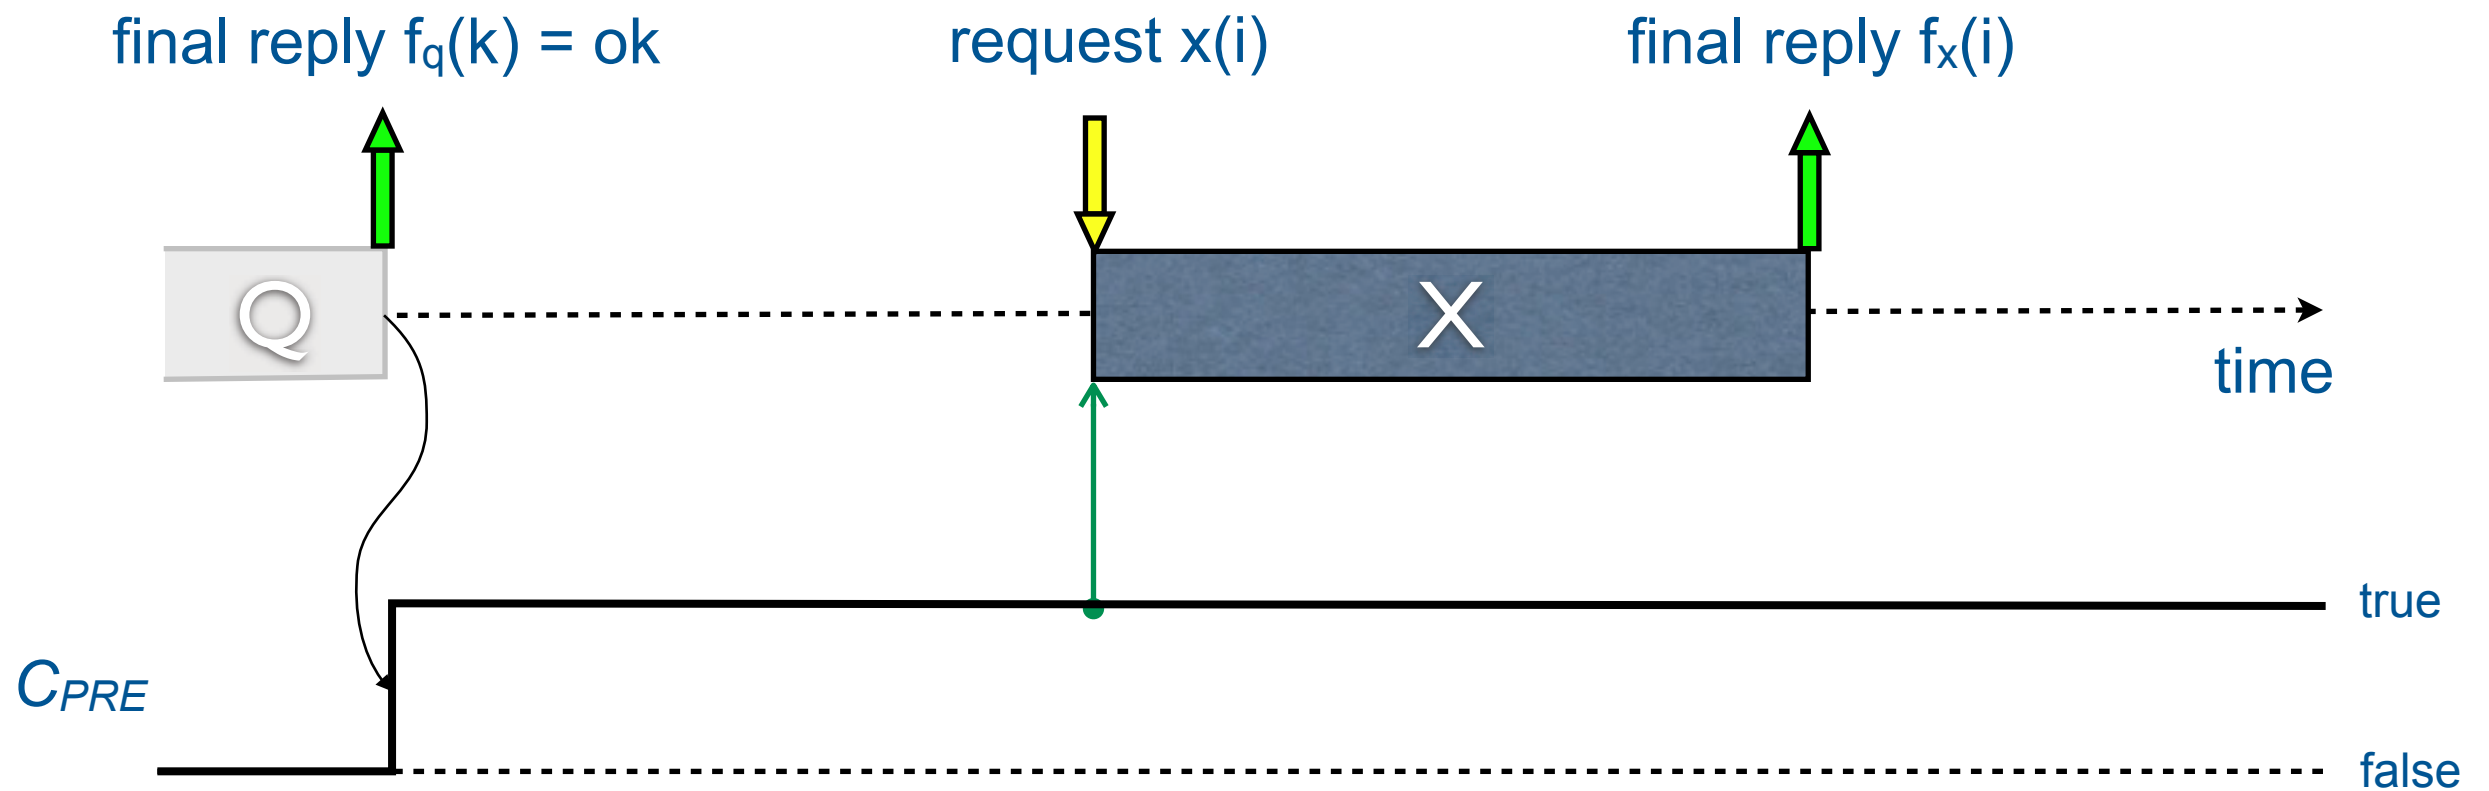 final reply fq(k) = ok
request x(i)
final reply fx(i)
Q
X
time
true
CPRE
false